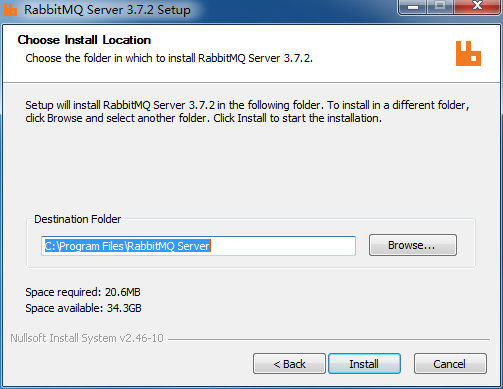 RabbitMQ Server 3.7.2 Setup
Choose Install Location
Choose the folder in which to install RabbitMQ Server 3.7.2.
Setup will install RabbitMQ Server 3.7.2 in the following folder. To install in a different folder,
click Browse and select another folder. Click Install to start the installation.
Destination Folder
C:\Program Files\RabbitMQ Server
Browse...
Space required: 20.6MB
Space available: 34.3GB
Nullsoft Install System v2.46-10
< Back
Install
Cancel